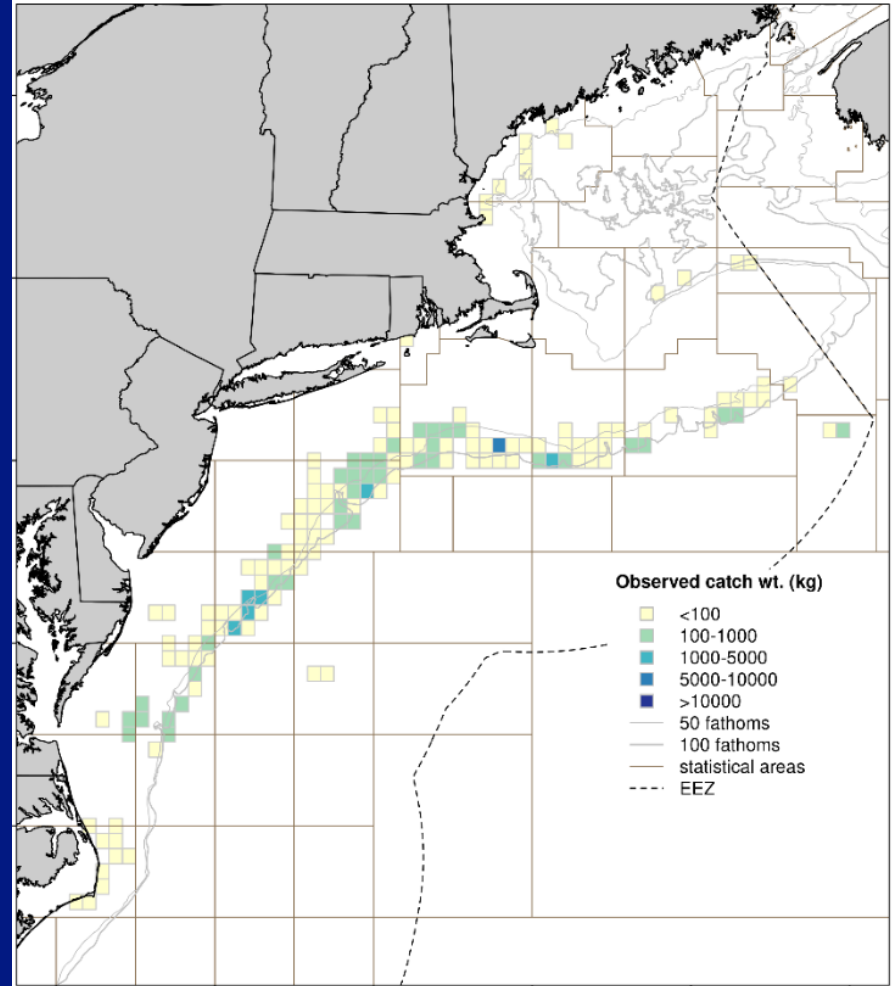 Observed catch wt. (kg)
<100
100-1000
1000-5000
5000-10000
>10000
50 fathoms
100 fathoms
statistical areas
EEZ